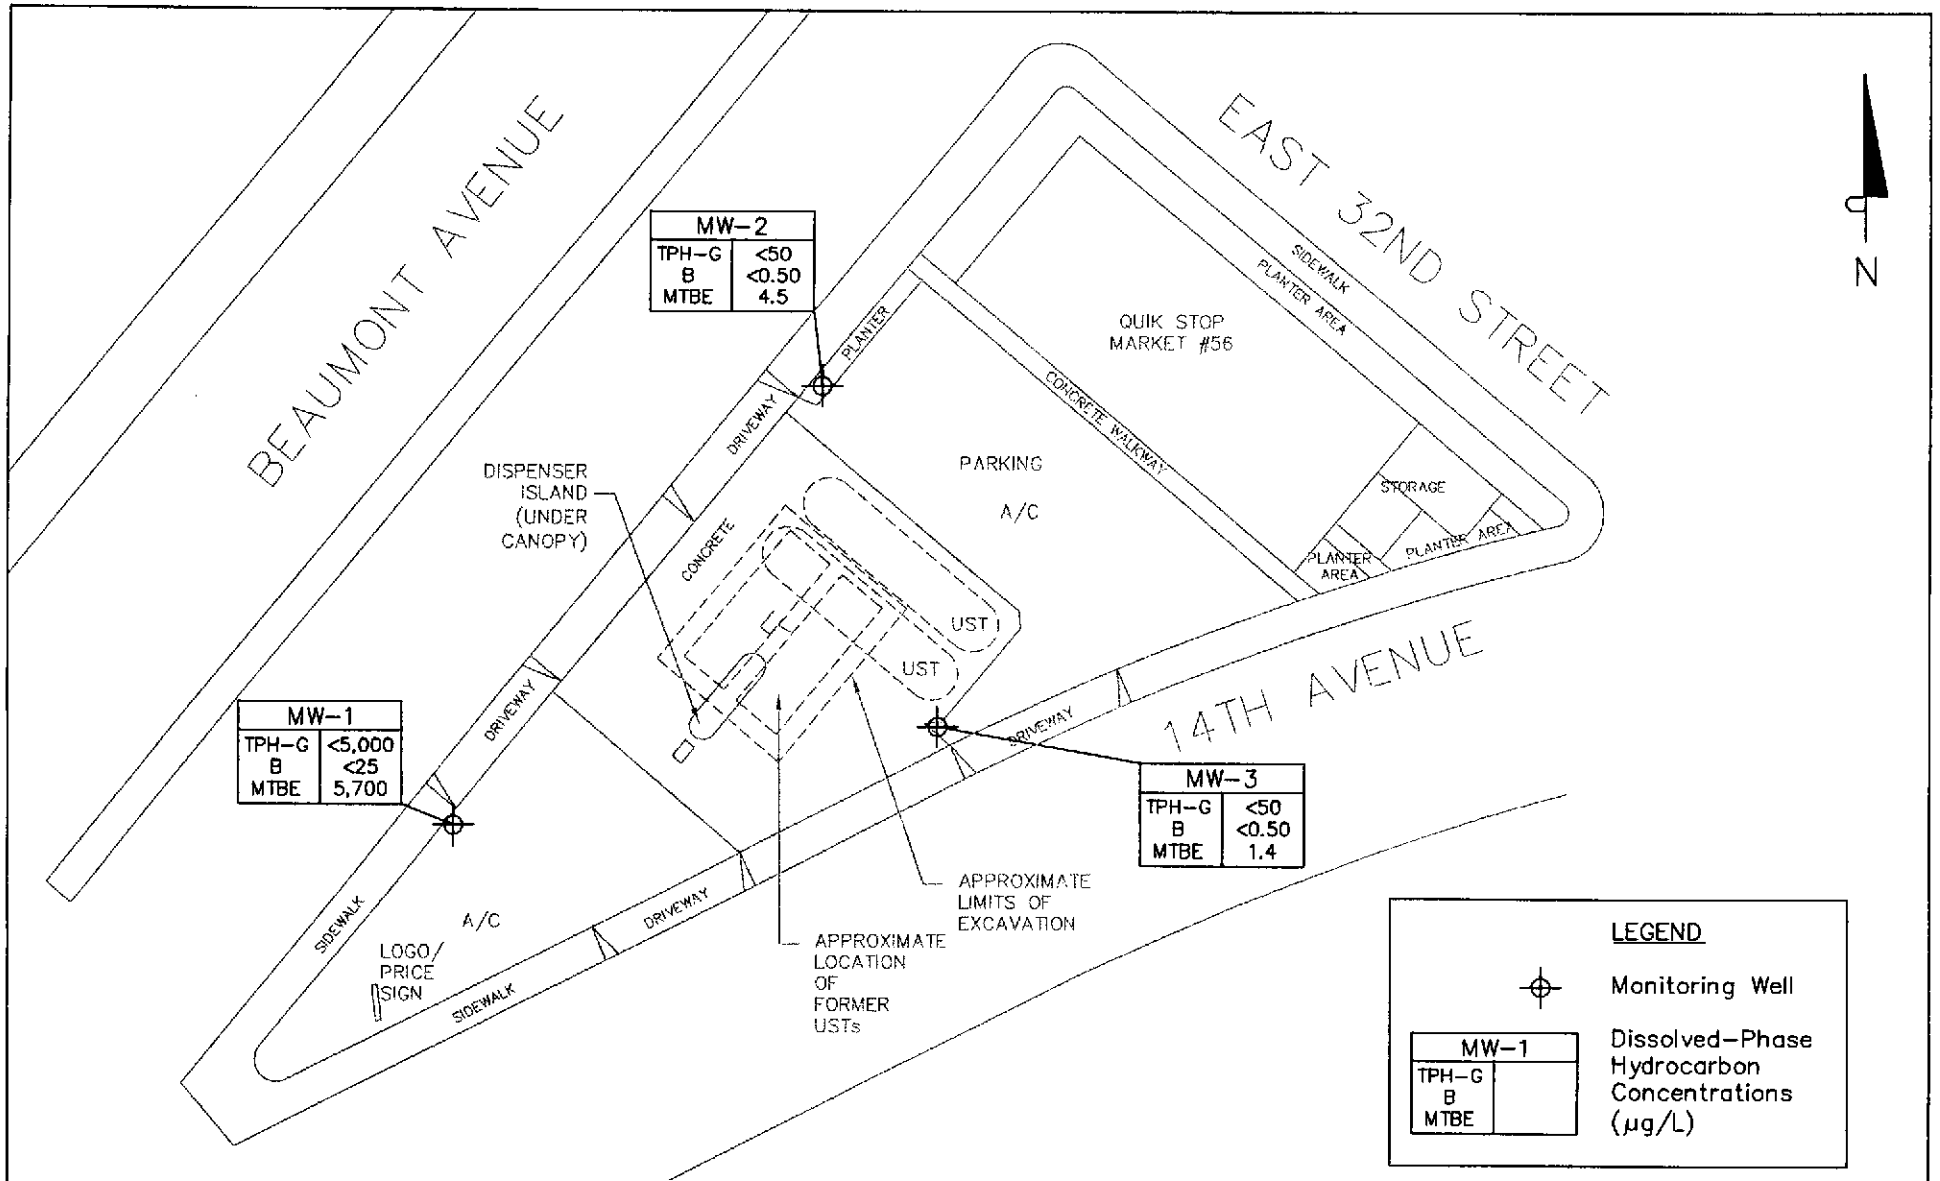 BEAUMONT AVENUE
EAST 32ND STREET
N
MW-2
TPH-G <50
B <0.50
MTBE 4.5
SIDEWALK
PLANTER AREA
PLANTER
QUIK STOP
MARKET #56
CONCRETE WALKWAY
DRIVEWAY
PARKING
A/C
DISPENSER
ISLAND
(UNDER
CANOPY)
CONCRETE
STORAGE
PLANTER AREA
PLANTER
AREA
UST
UST
14TH AVENUE
DRIVEWAY
DRIVEWAY
MW-1
TPH-G <5,000
B <25
MTBE 5,700
MW-3
TPH-G <50
B <0.50
MTBE 1.4
SIDEWALK
A/C
LOGO/
PRICE
SIGN
SIDEWALK
DRIVEWAY
APPROXIMATE
LIMITS OF
EXCAVATION
APPROXIMATE
LOCATION
OF
FORMER
USTs
LEGEND
Monitoring Well
MW-1
TPH-G
B
MTBE
Dissolved-Phase
Hydrocarbon
Concentrations
(µg/L)